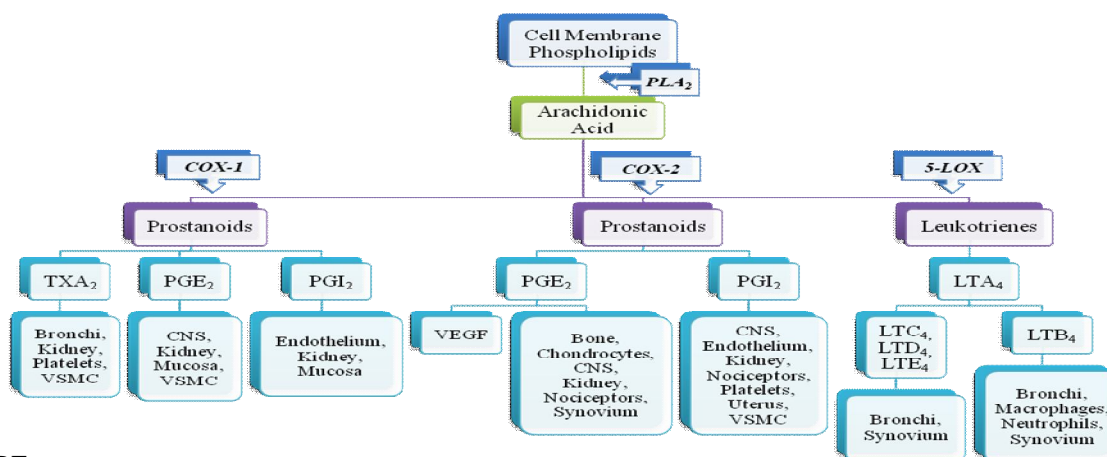 Cell Membrane
Phospholipids
PLA₂
Arachidonic
Acid
COX-1
COX-2
5-LOX
Prostanoids
Prostanoids
Leukotrienes
TXA₂
PGE₂
PGI₂
PGE₂
PGI₂
LTA₄
Bronchi,
Kidney,
Platelets,
VSMC
CNS,
Kidney,
Mucosa,
VSMC
Endothelium,
Kidney,
Mucosa
VEGF
Bone,
Chondrocytes,
CNS,
Kidney,
Nociceptors,
Synovium
CNS,
Endothelium,
Kidney,
Nociceptors,
Platelets,
Uterus,
VSMC
LTC₄,
LTD₄,
LTE₄
LTB₄
Bronchi,
Synovium
Bronchi,
Macrophages,
Neutrophils,
Synovium